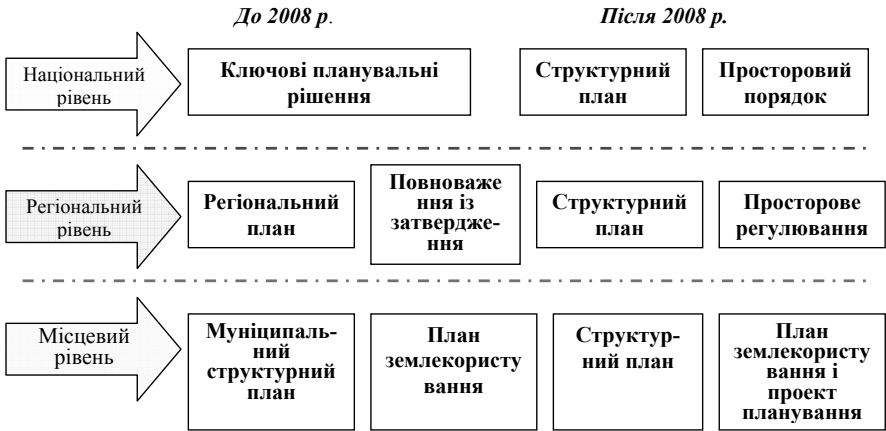 До 2008 р.
Після 2008 р.
Національний
рівень
Ключові планувальні
рішення
Структурний
план
Просторовий
порядок
Регіональний
рівень
Регіональний
план
Повноваже
ння із
затвердже-
ння
Структурний
план
Просторове
регулювання
Місцевий
рівень
Муніципаль-
ний
структурний
план
План
землекористу
вання
Структур-
ний план
План
землекористу
вання і
проект
планування